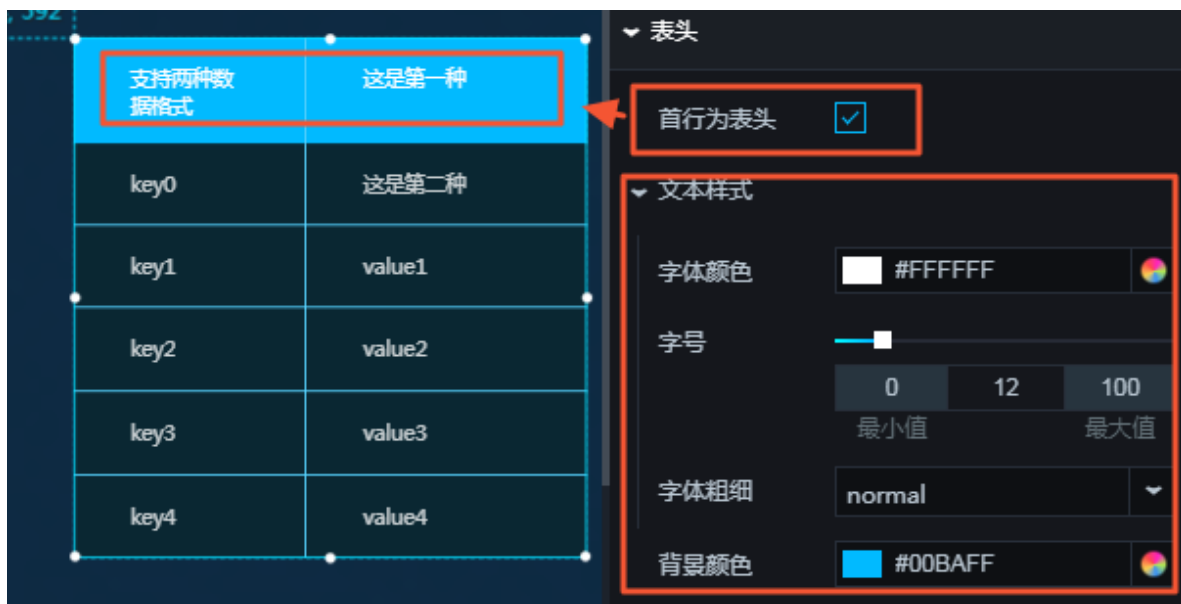 , 592
支持两种数
据格式
这是第一种
key0
这是第二种
key1
value1
key2
value2
key3
value3
key4
value4
表头
首行为表头
文本样式
字体颜色
#FFFFFF
字号
0
12
100
最小值
最大值
字体粗细
normal
背景颜色
#00BAFF